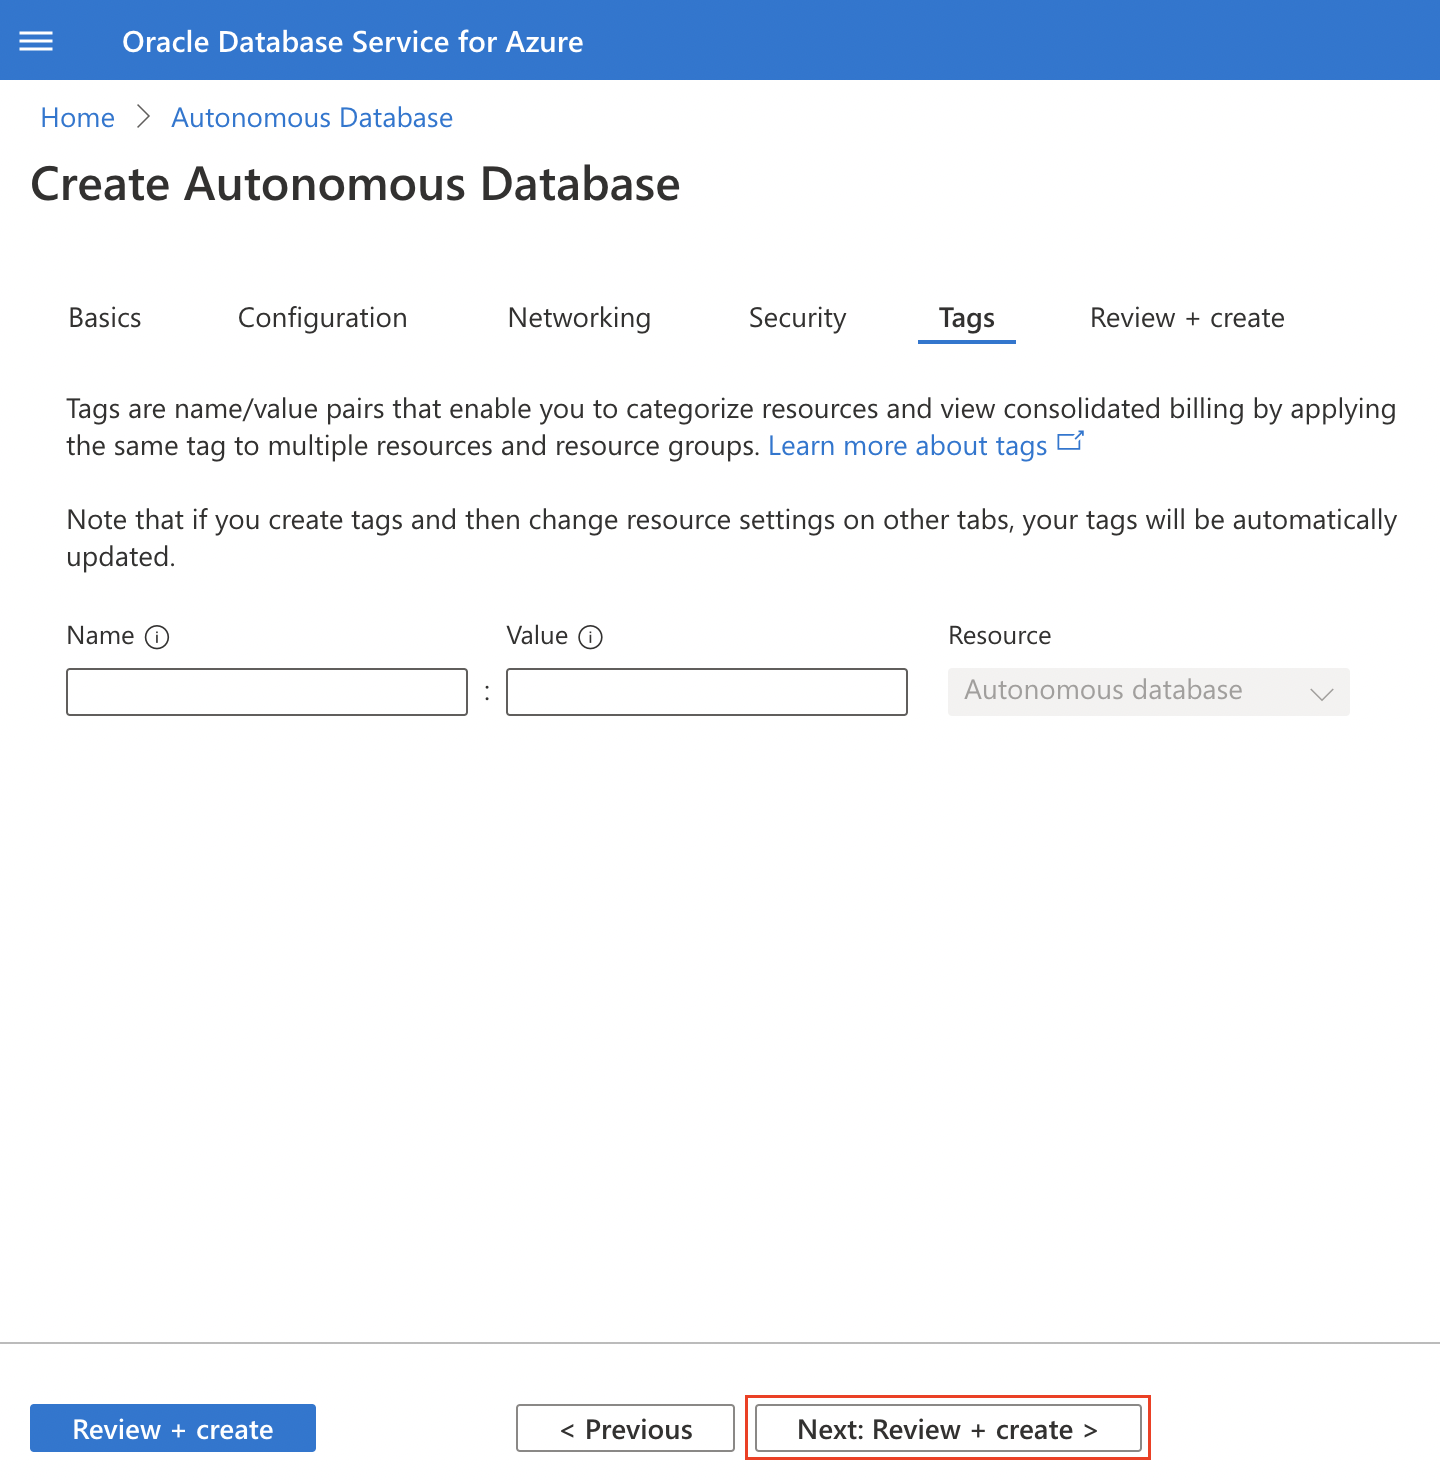 Oracle Database Service for Azure
Home > Autonomous Database
Create Autonomous Database
Basics Configuration Networking Security Tags Review + create
Tags are name/value pairs that enable you to categorize resources and view consolidated billing by applying
the same tag to multiple resources and resource groups. Learn more about tags
Note that if you create tags and then change resource settings on other tabs, your tags will be automatically
updated.
Name Value Resource
: Autonomous database
Review + create < Previous Next: Review + create >